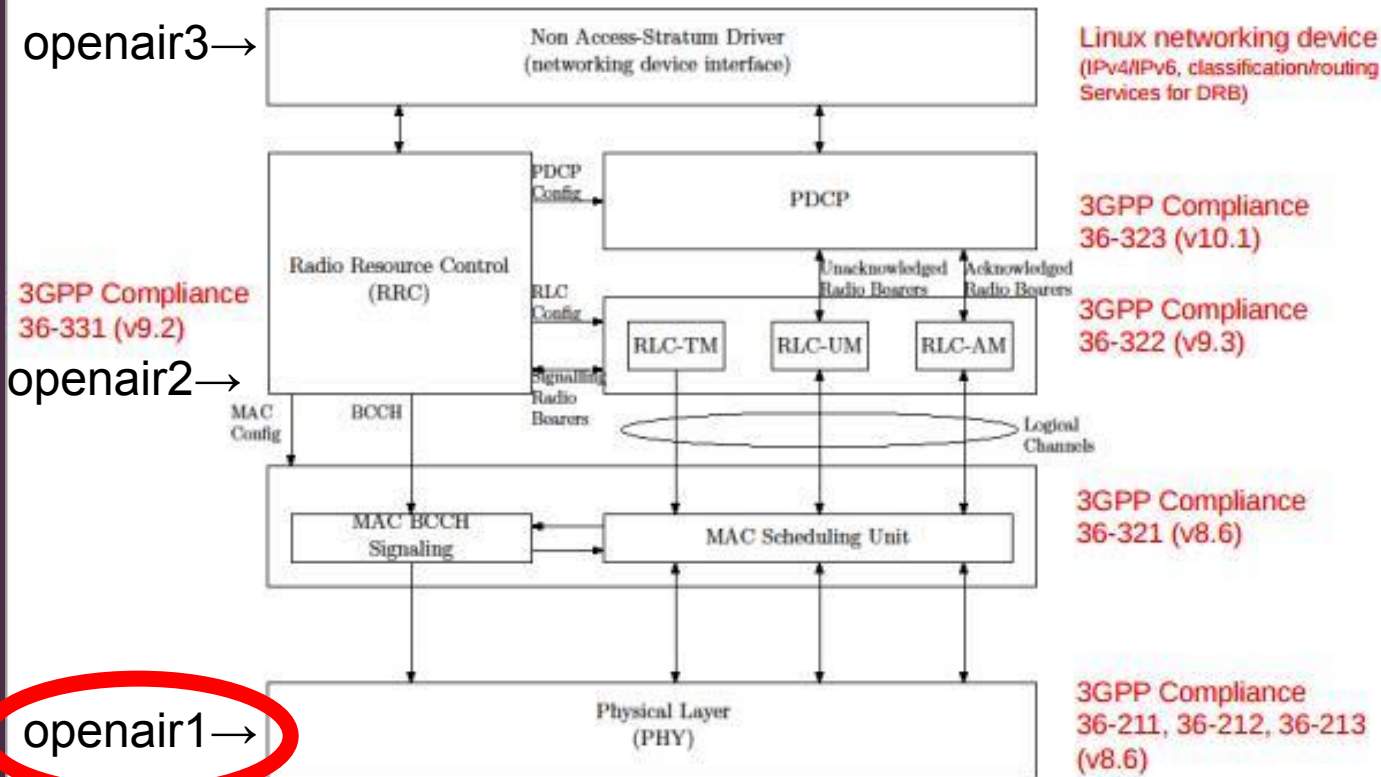 openair3→
Non Access-Stratum Driver
(networking device interface)
Linux networking device
(IPv4/IPv6, classification/routing
Services for DRB)
PDCP
Config
PDCP
3GPP Compliance
36-323 (v10.1)
Radio Resource Control
(RRC)
Unacknowledged
Radio Bearers
Acknowledged
Radio Bearers
3GPP Compliance
36-331 (v9.2)
RLC
Config
RLC-TM
RLC-UM
RLC-AM
3GPP Compliance
36-322 (v9.3)
openair2→
Signalling
Radio
Bearers
MAC
Config
BCCH
Logical
Channels
MAC BCCH
Signaling
MAC Scheduling Unit
3GPP Compliance
36-321 (v8.6)
openair1→
Physical Layer
(PHY)
3GPP Compliance
36-211, 36-212, 36-213
(v8.6)